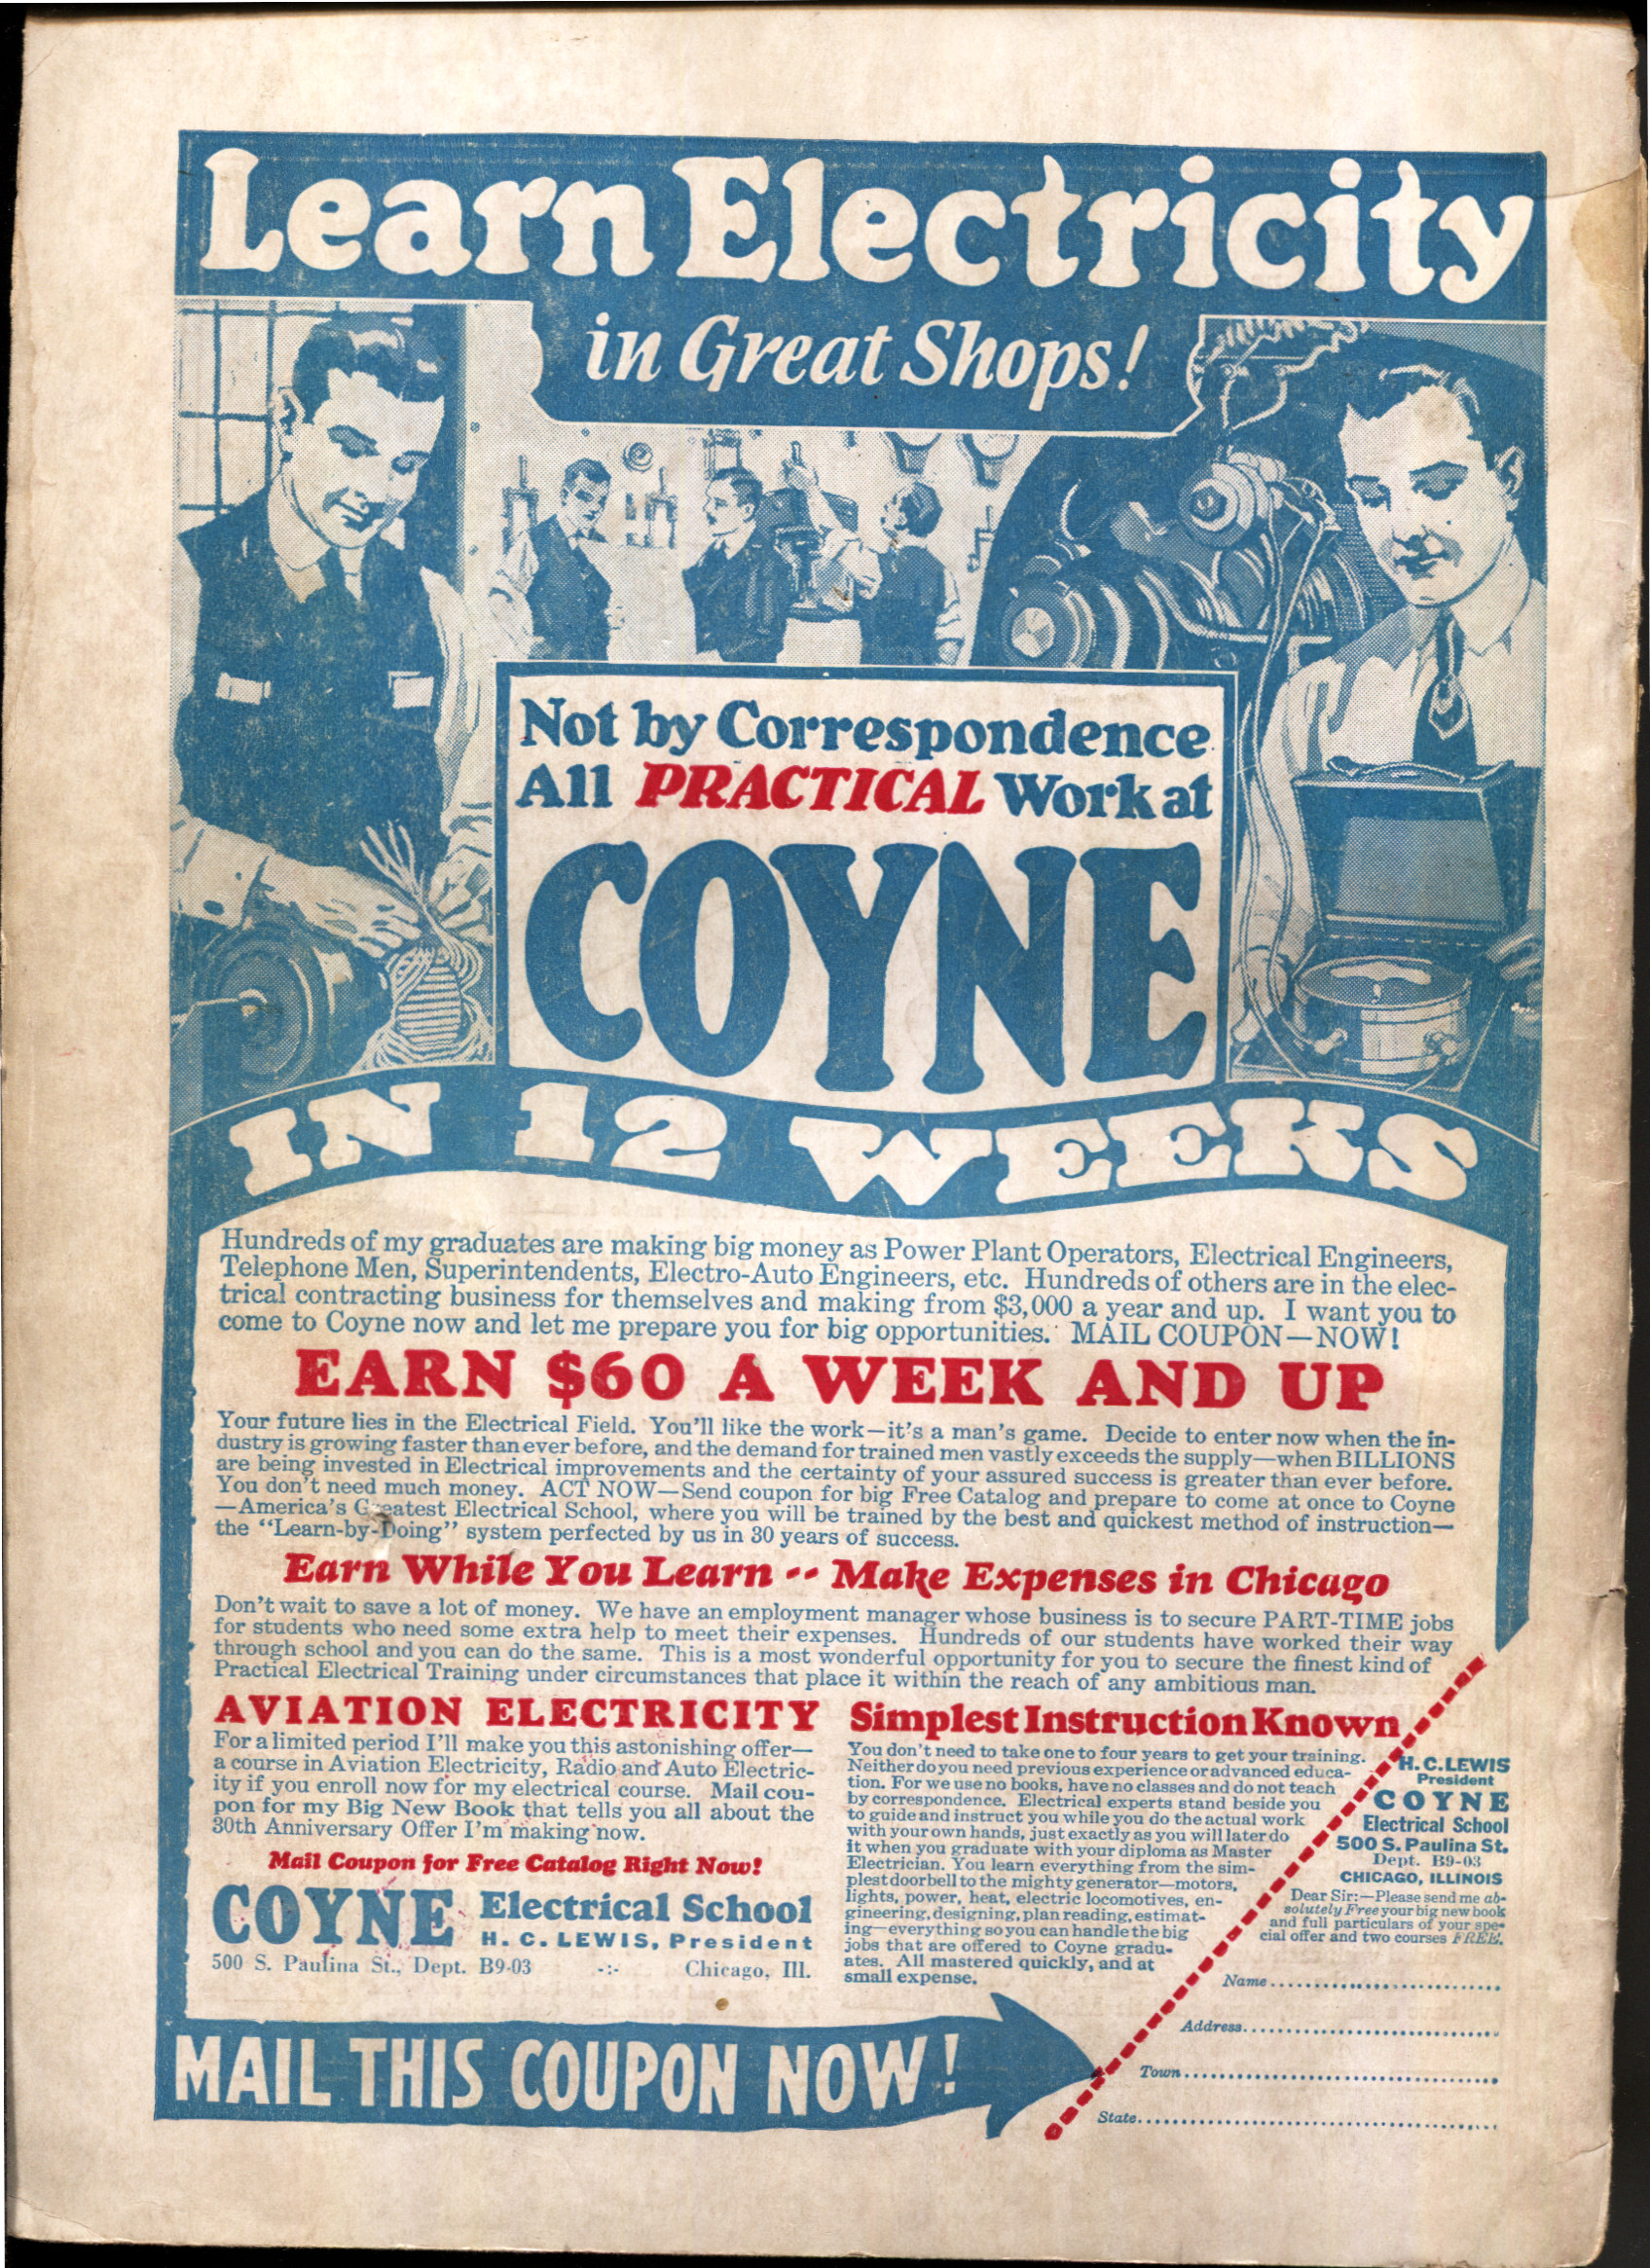 Learn Electricity
in Great Shops!
Not by Correspondence
All PRACTICAL Work at
COYNE
IN 12 WEEKS
Hundreds of my graduates are making big money as Power Plant Operators, Electrical Engineers,
Telephone Men, Superintendents, Electro-Auto Engineers, etc. Hundreds of others are in the elec-
trical contracting business for themselves and making from $3,000 a year and up. I want you to
come to Coyne now and let me prepare you for big opportunities. MAIL COUPON—NOW!
EARN $60 A WEEK AND UP
Your future lies in the Electrical Field. You'll like the work—it's a man's game. Decide to enter now when the in-
dustry is growing faster than ever before, and the demand for trained men vastly exceeds the supply—when BILLIONS
are being invested in Electrical improvements and the certainty of your assured success is greater than ever before.
You don't need much money. ACT NOW—Send coupon for big Free Catalog and prepare to come at once to Coyne
—America's Greatest Electrical School, where you will be trained by the best and quickest method of instruction—
the "Learn-by-Doing" system perfected by us in 30 years of success.
Earn While You Learn -- Make Expenses in Chicago
Don't wait to save a lot of money. We have an employment manager whose business is to secure PART-TIME jobs
for students who need some extra help to meet their expenses. Hundreds of our students have worked their way
through school and you can do the same. This is a most wonderful opportunity for you to secure the finest kind of
Practical Electrical Training under circumstances that place it within the reach of any ambitious man.
AVIATION ELECTRICITY
For a limited period I'll make you this astonishing offer—
a course in Aviation Electricity, Radio and Auto Electric-
ity if you enroll now for my electrical course. Mail cou-
pon for my Big New Book that tells you all about the
30th Anniversary Offer I'm making now.
Mail Coupon for Free Catalog Right Now!
COYNE Electrical School
H. C. LEWIS, President
500 S. Paulina St., Dept. B9-03 -:- Chicago, Ill.
Simplest Instruction Known
You don't need to take one to four years to get your training.
Neither do you need previous experience or advanced educa-
tion. For we use no books, have no classes and do not teach
by correspondence. Electrical experts stand beside you
to guide and instruct you while you do the actual work
with your own hands, just exactly as you will later do
it when you graduate with your diploma as Master
Electrician. You learn everything from the sim-
plest doorbell to the mighty generator—motors,
lights, power, heat, electric locomotives, en-
gineering, designing, plan reading, estimat-
ing—everything so you can handle the big
jobs that are offered to Coyne gradu-
ates. All mastered quickly, and at
small expense.
H. C. LEWIS
President
COYNE
Electrical School
500 S. Paulina St.
Dept. B9-03
CHICAGO, ILLINOIS
Dear Sir:—Please send me ab-
solutely Free your big new book
and full particulars of your spe-
cial offer and two courses FREE.
Name
Address
Town
State
MAIL THIS COUPON NOW!